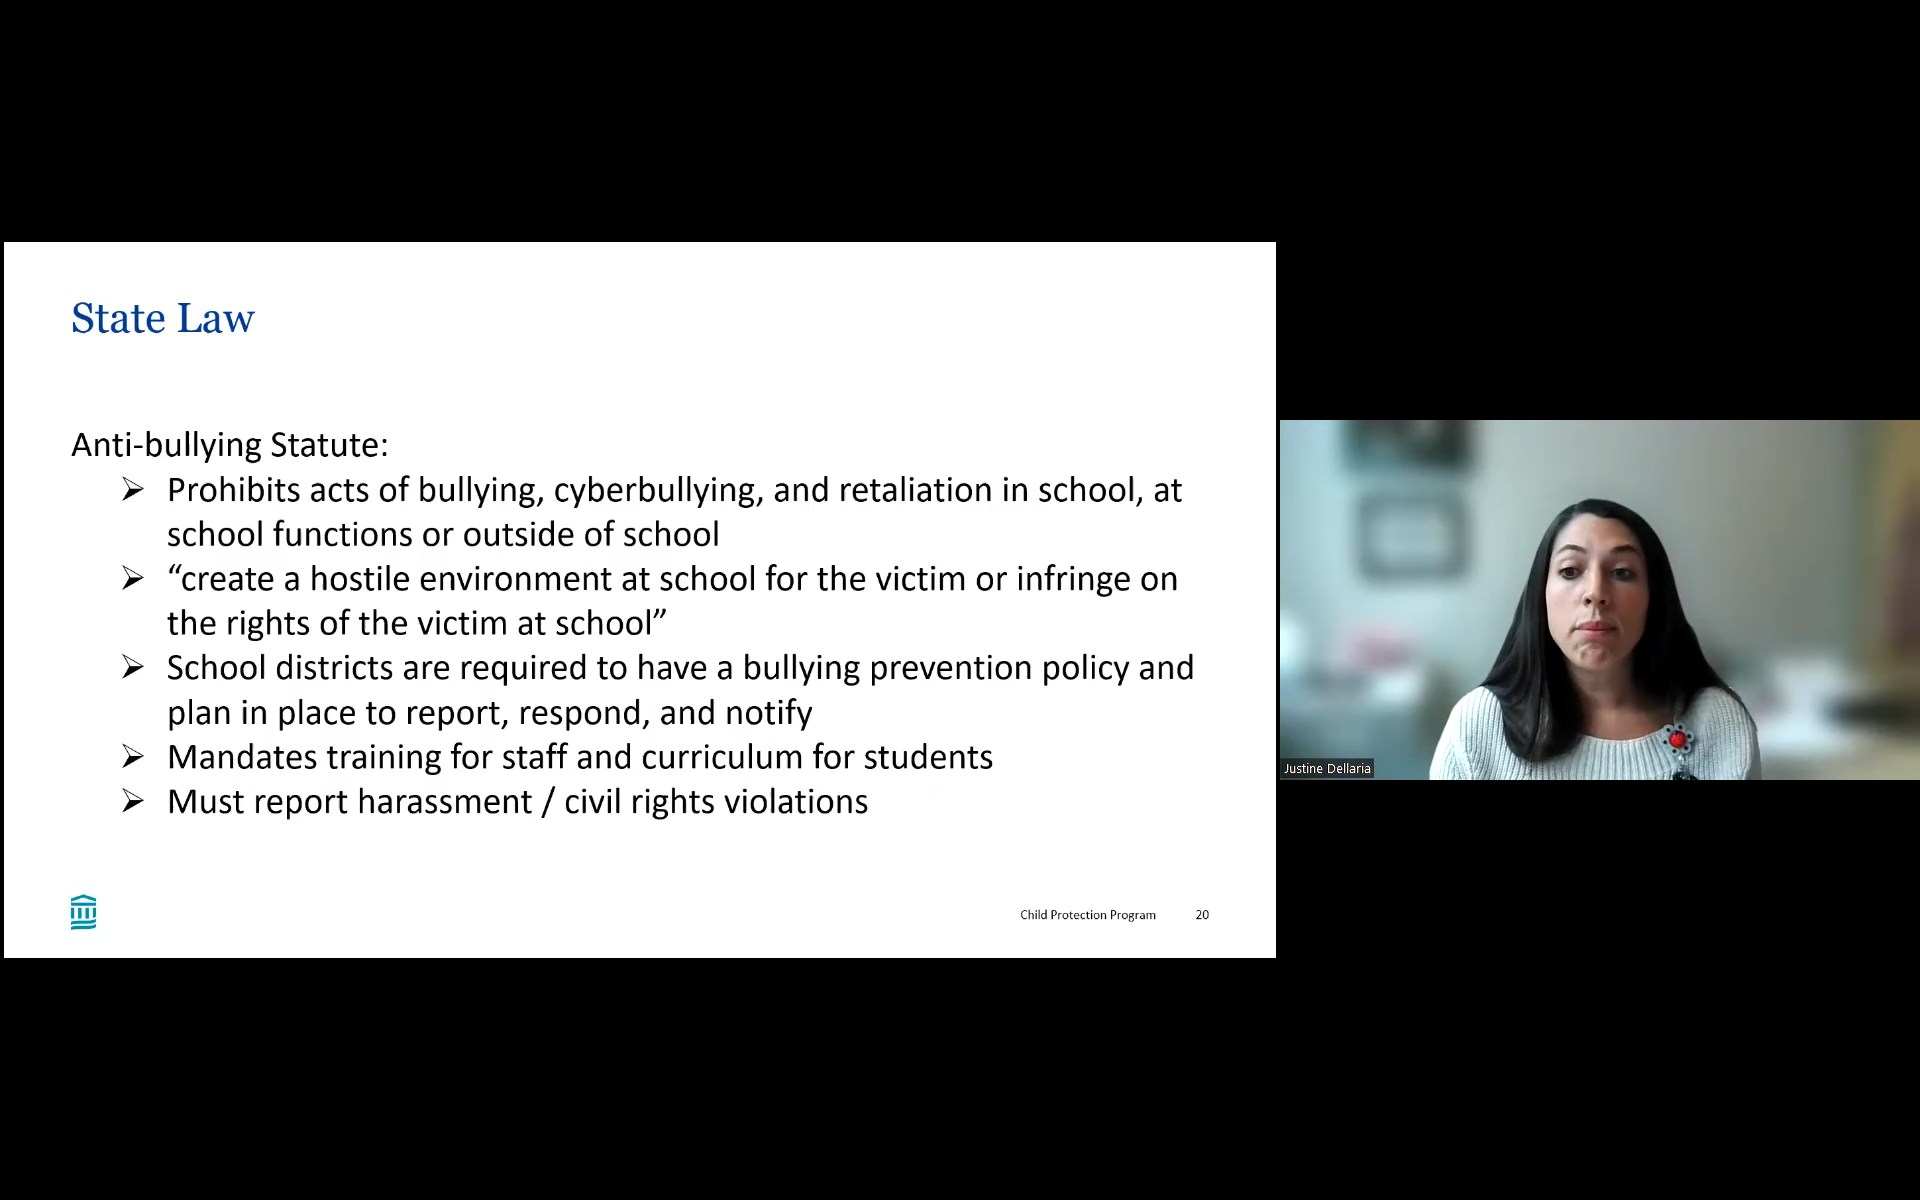 State Law
Anti-bullying Statute:
➢ Prohibits acts of bullying, cyberbullying, and retaliation in school, at
school functions or outside of school
➢ “create a hostile environment at school for the victim or infringe on
the rights of the victim at school”
➢ School districts are required to have a bullying prevention policy and
plan in place to report, respond, and notify
➢ Mandates training for staff and curriculum for students
➢ Must report harassment / civil rights violations
Child Protection Program 20
Justine Dellaria